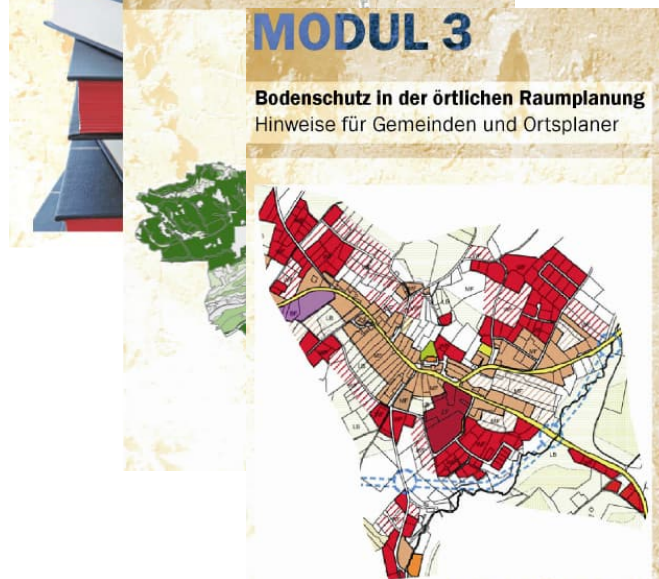 MODUL 3
Bodenschutz in der örtlichen Raumplanung
Hinweise für Gemeinden und Ortsplaner